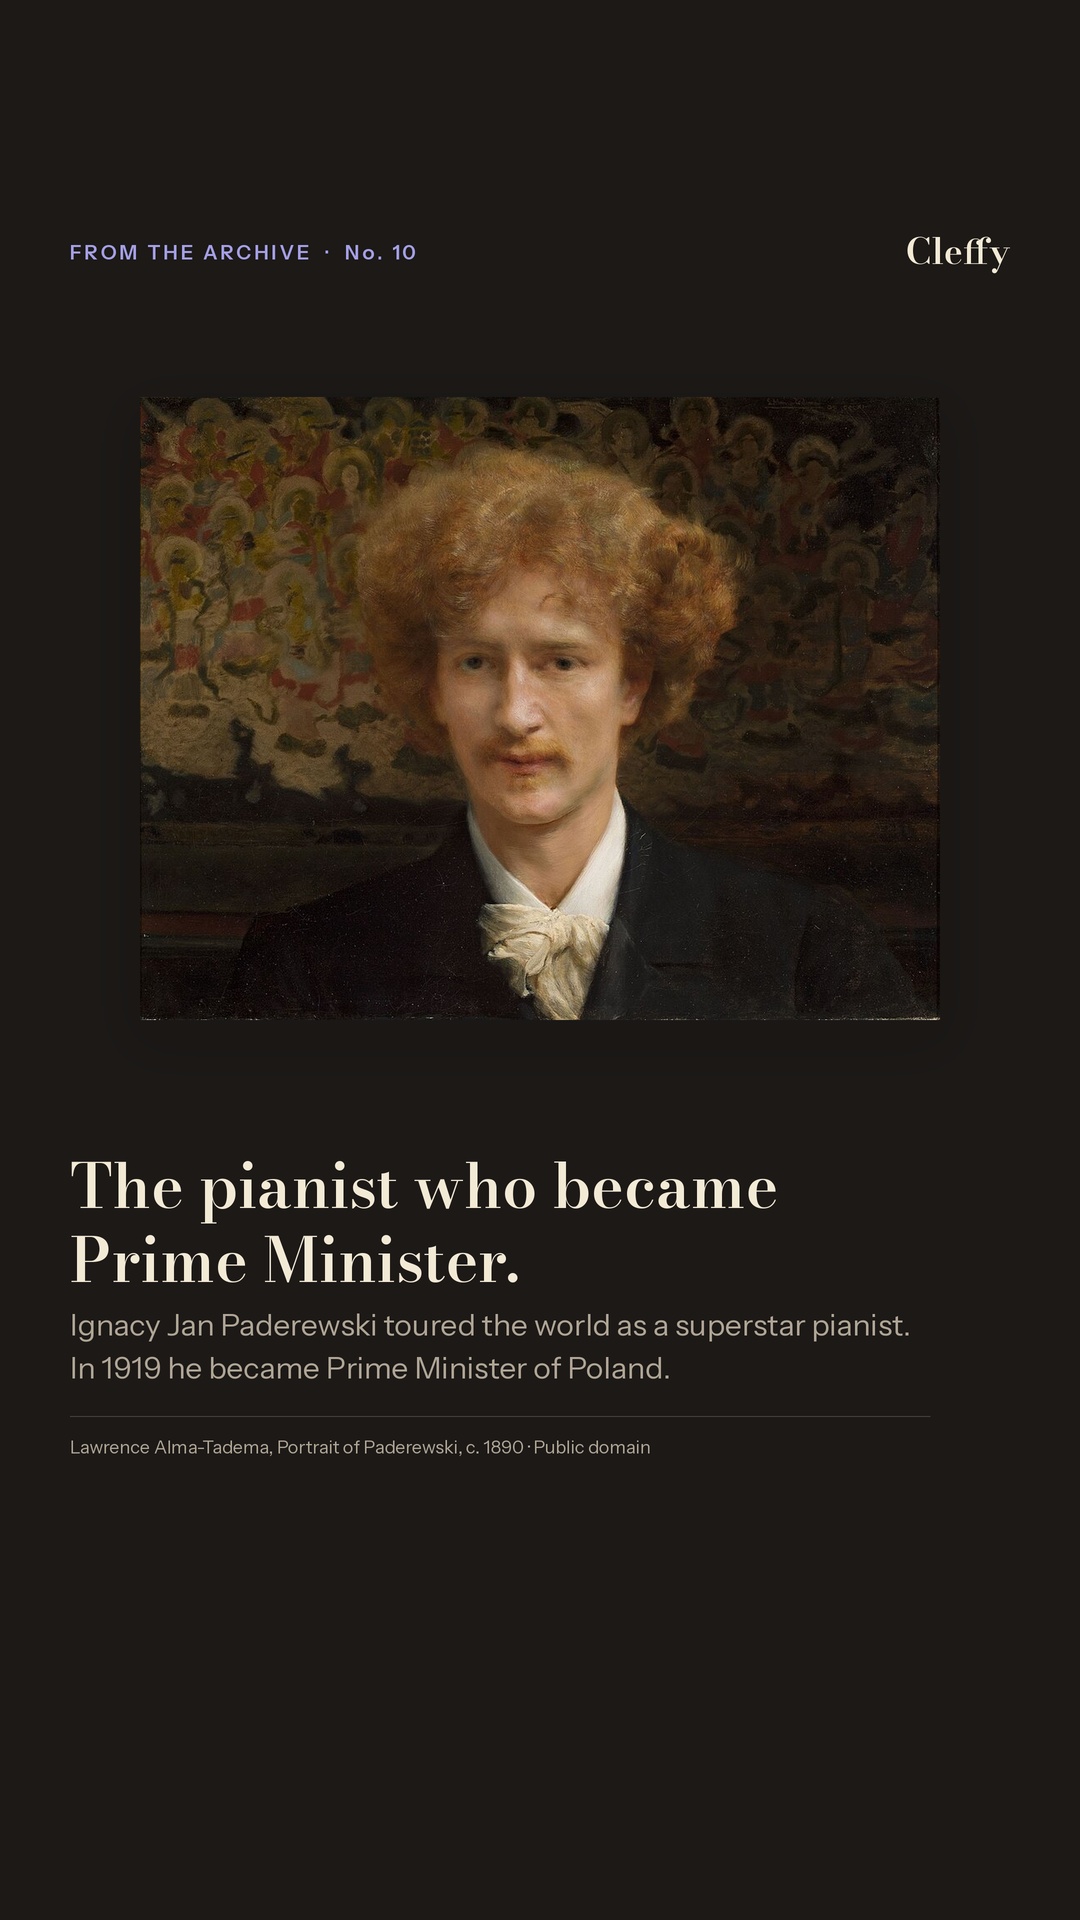 FROM THE ARCHIVE · No. 10
Cleffy
The pianist who became
Prime Minister.
Ignacy Jan Paderewski toured the world as a superstar pianist.
In 1919 he became Prime Minister of Poland.
Lawrence Alma-Tadema, Portrait of Paderewski, c. 1890 · Public domain